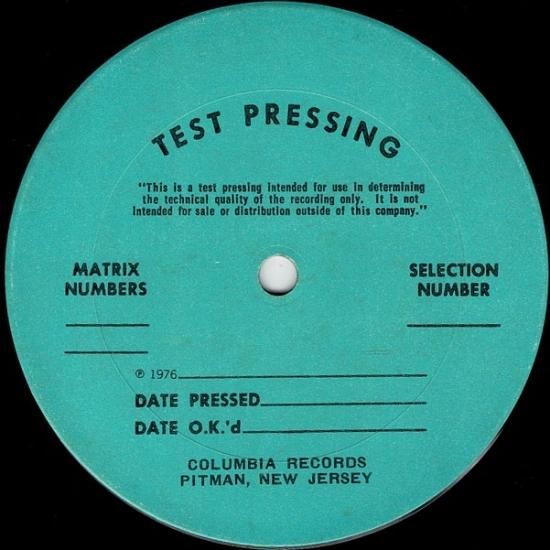 TEST PRESSING
"This is a test pressing intended for use in determining
the technical quality of the recording only. It is not
intended for sale or distribution outside of this company."
MATRIX
NUMBERS
SELECTION
NUMBER
℗ 1976
DATE PRESSED
DATE O.K.'d
COLUMBIA RECORDS
PITMAN, NEW JERSEY